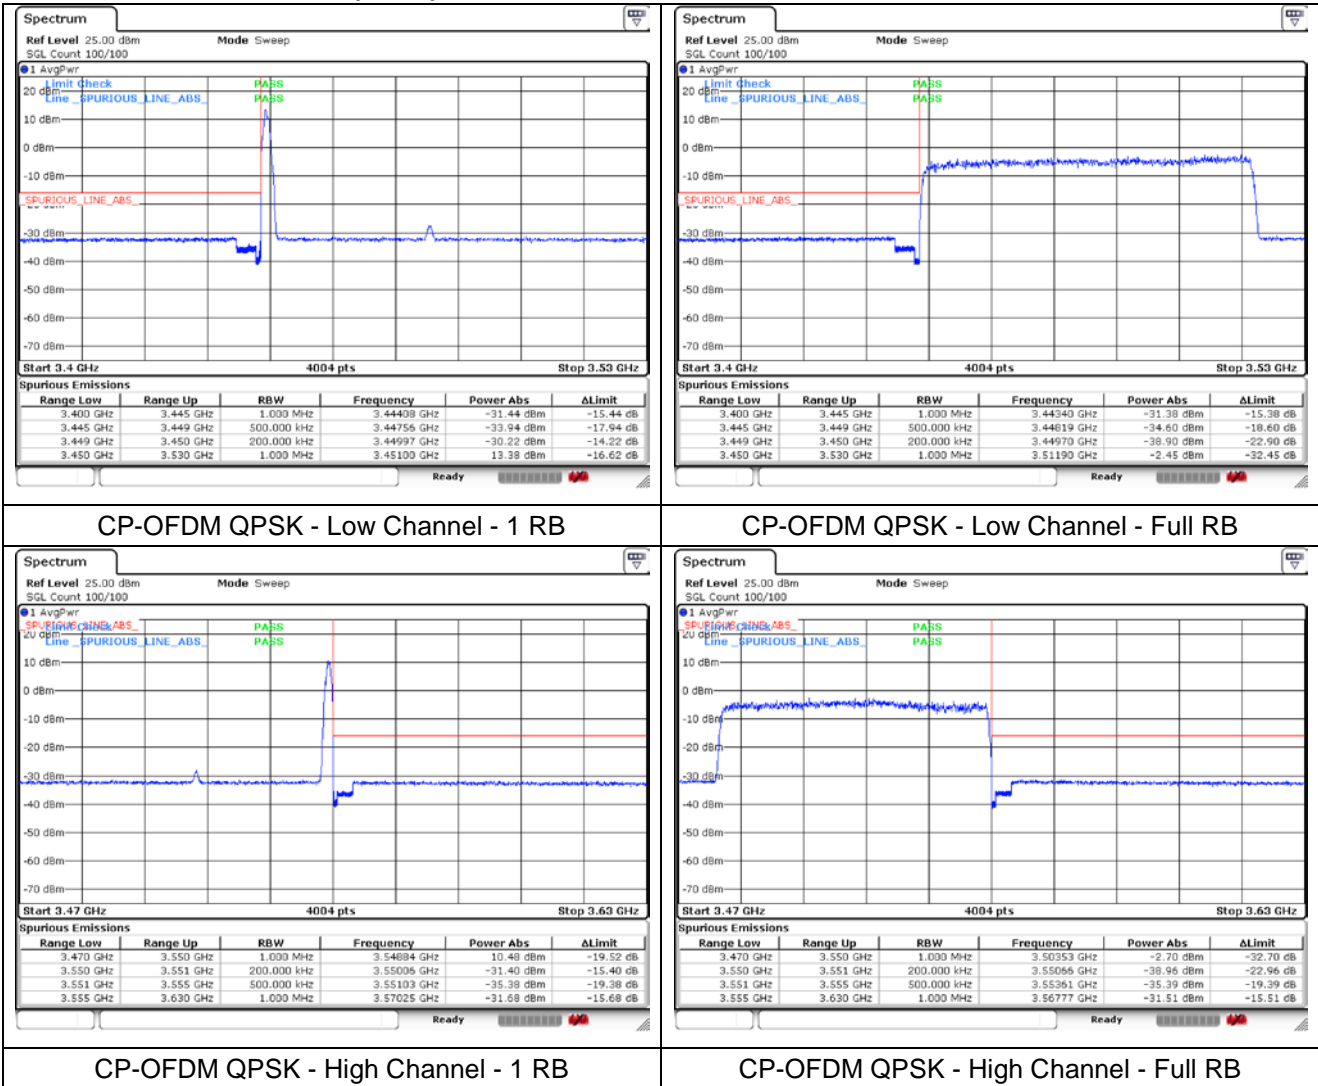 Spectrum
Ref Level 25.00 dBm Mode Sweep
SGL Count 100/100
1 AvgPwr
Limit Check PASS
20 dBm
Line _SPURIOUS_LINE_ABS_ PASS
10 dBm
0 dBm
-10 dBm
_SPURIOUS_LINE_ABS_
-20 dBm
-30 dBm
-40 dBm
-50 dBm
-60 dBm
-70 dBm
Start 3.4 GHz 4004 pts Stop 3.53 GHz
Spurious Emissions
Range Low Range Up RBW Frequency Power Abs ΔLimit
3.400 GHz 3.445 GHz 1.000 MHz 3.44408 GHz -31.44 dBm -15.44 dB
3.445 GHz 3.449 GHz 500.000 kHz 3.44756 GHz -33.94 dBm -17.94 dB
3.449 GHz 3.450 GHz 200.000 kHz 3.44997 GHz -30.22 dBm -14.22 dB
3.450 GHz 3.530 GHz 1.000 MHz 3.45100 GHz 13.38 dBm -16.62 dB
Ready
CP-OFDM QPSK - Low Channel - 1 RB
Spectrum
Ref Level 25.00 dBm Mode Sweep
SGL Count 100/100
1 AvgPwr
Limit Check PASS
20 dBm
Line _SPURIOUS_LINE_ABS_ PASS
10 dBm
0 dBm
-10 dBm
_SPURIOUS_LINE_ABS_
-20 dBm
-30 dBm
-40 dBm
-50 dBm
-60 dBm
-70 dBm
Start 3.4 GHz 4004 pts Stop 3.53 GHz
Spurious Emissions
Range Low Range Up RBW Frequency Power Abs ΔLimit
3.400 GHz 3.445 GHz 1.000 MHz 3.44340 GHz -31.38 dBm -15.38 dB
3.445 GHz 3.449 GHz 500.000 kHz 3.44819 GHz -34.60 dBm -18.60 dB
3.449 GHz 3.450 GHz 200.000 kHz 3.44970 GHz -38.90 dBm -22.90 dB
3.450 GHz 3.530 GHz 1.000 MHz 3.51190 GHz -2.45 dBm -32.45 dB
Ready
CP-OFDM QPSK - Low Channel - Full RB
Spectrum
Ref Level 25.00 dBm Mode Sweep
SGL Count 100/100
1 AvgPwr
_SPURIOUS_LINE_ABS_
Limit Check PASS
20 dBm
Line _SPURIOUS_LINE_ABS_ PASS
10 dBm
0 dBm
-10 dBm
-20 dBm
-30 dBm
-40 dBm
-50 dBm
-60 dBm
-70 dBm
Start 3.47 GHz 4004 pts Stop 3.63 GHz
Spurious Emissions
Range Low Range Up RBW Frequency Power Abs ΔLimit
3.470 GHz 3.550 GHz 1.000 MHz 3.54884 GHz 10.48 dBm -19.52 dB
3.550 GHz 3.551 GHz 200.000 kHz 3.55006 GHz -31.40 dBm -15.40 dB
3.551 GHz 3.555 GHz 500.000 kHz 3.55103 GHz -35.38 dBm -19.38 dB
3.555 GHz 3.630 GHz 1.000 MHz 3.57025 GHz -31.68 dBm -15.68 dB
Ready
CP-OFDM QPSK - High Channel - 1 RB
Spectrum
Ref Level 25.00 dBm Mode Sweep
SGL Count 100/100
1 AvgPwr
_SPURIOUS_LINE_ABS_
Limit Check PASS
20 dBm
Line _SPURIOUS_LINE_ABS_ PASS
10 dBm
0 dBm
-10 dBm
-20 dBm
-30 dBm
-40 dBm
-50 dBm
-60 dBm
-70 dBm
Start 3.47 GHz 4004 pts Stop 3.63 GHz
Spurious Emissions
Range Low Range Up RBW Frequency Power Abs ΔLimit
3.470 GHz 3.550 GHz 1.000 MHz 3.50353 GHz -2.70 dBm -32.70 dB
3.550 GHz 3.551 GHz 200.000 kHz 3.55066 GHz -38.96 dBm -22.96 dB
3.551 GHz 3.555 GHz 500.000 kHz 3.55361 GHz -35.39 dBm -19.39 dB
3.555 GHz 3.630 GHz 1.000 MHz 3.56777 GHz -31.51 dBm -15.51 dB
Ready
CP-OFDM QPSK - High Channel - Full RB